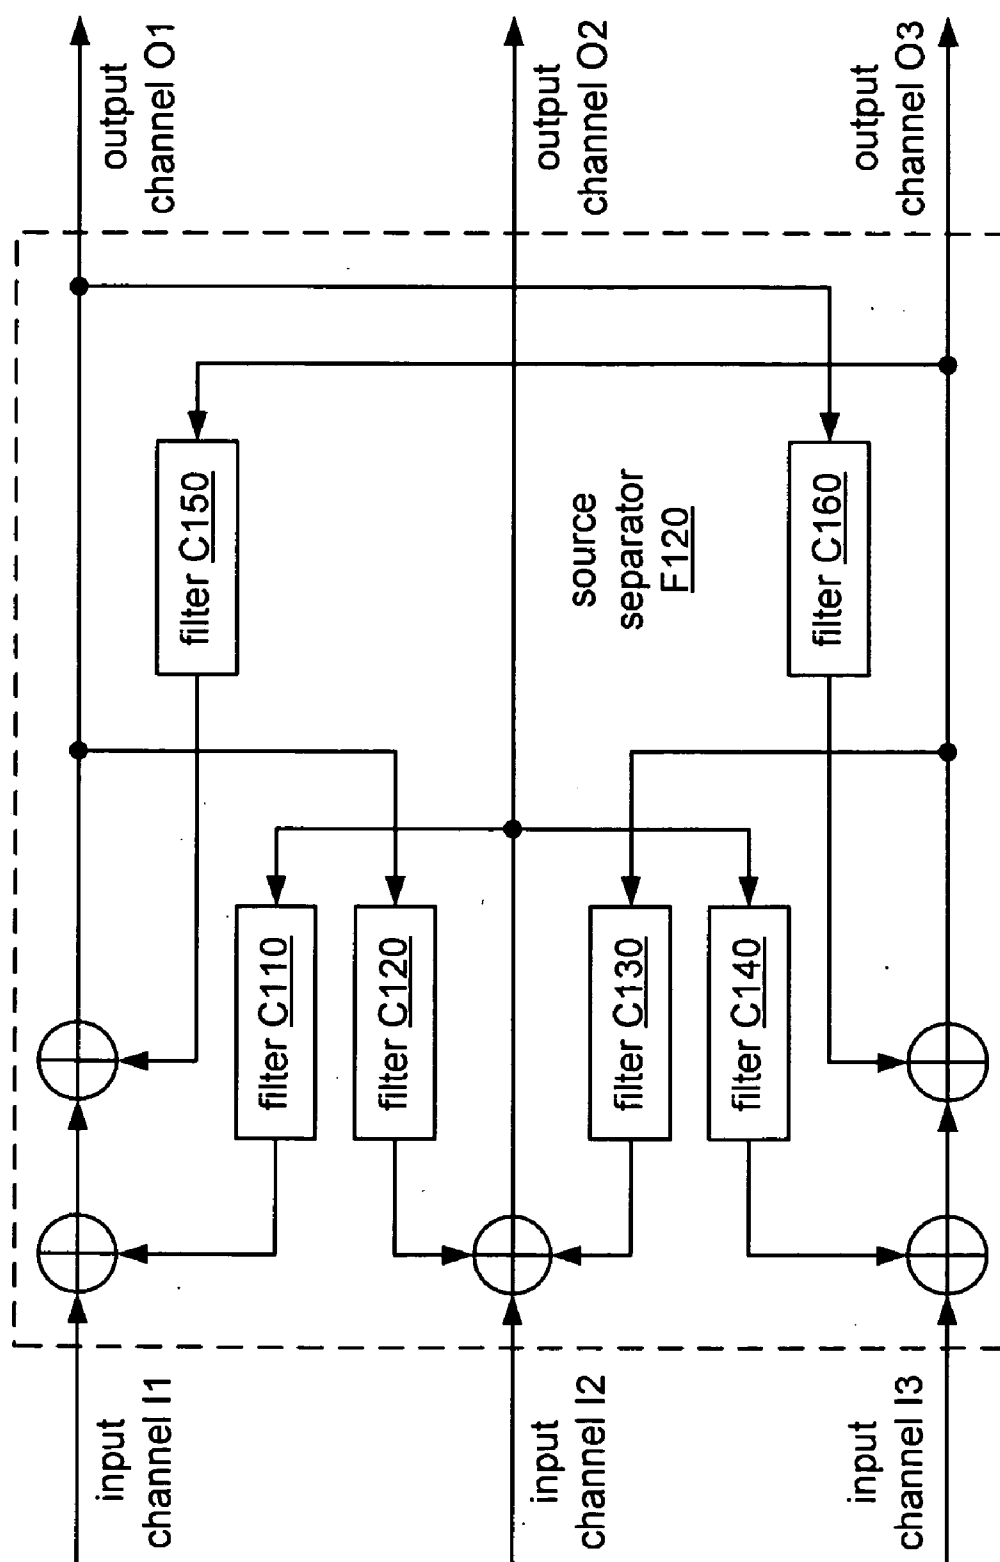 input
channel I1
input
channel I2
input
channel I3
filter C110
filter C120
filter C130
filter C140
filter C150
filter C160
source
separator
F120
output
channel O1
output
channel O2
output
channel O3